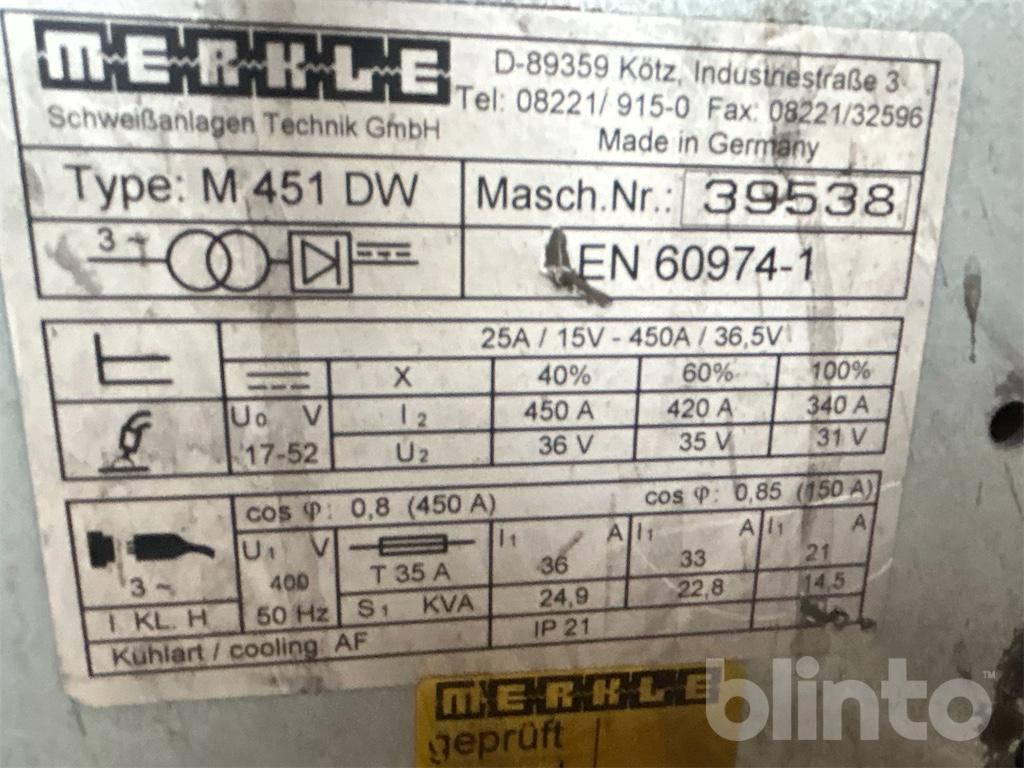 MERKLE
Schweißanlagen Technik GmbH
D-89359 Kötz, Industriestraße 3
Tel: 08221/ 915-0 Fax: 08221/32596
Made in Germany
Type: M 451 DW
Masch.Nr.: 39538
3 ~
EN 60974-1
25A / 15V - 450A / 36,5V
X 40% 60% 100%
U0 V I2 450 A 420 A 340 A
17-52 U2 36 V 35 V 31 V
cos φ: 0,8 (450 A) cos φ: 0,85 (150 A)
U1 V I1 A I1 A I1 A
3 ~ 400 T 35 A 36 33 21
I KL. H 50 Hz S1 KVA 24,9 22,8 14,5
Kühlart / cooling: AF IP 21
MERKLE
geprüft
blinto™